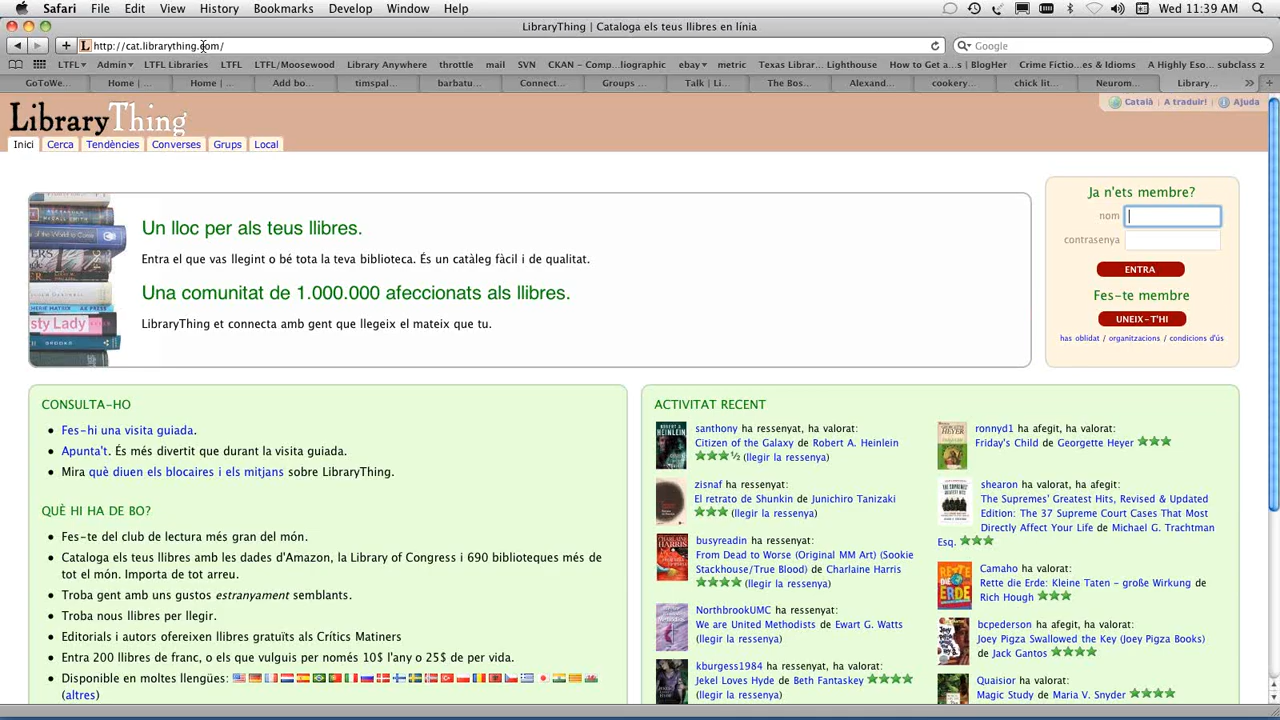 Safari File Edit View History Bookmarks Develop Window Help Wed 11:39 AM
LibraryThing | Cataloga els teus llibres en línia
http://cat.librarything.com/ Google
LTFL Admin LTFL Libraries LTFL LTFL/Moosewood Library Anywhere throttle mail SVN CKAN - Comp...liographic ebay metric Texas Librar... Lighthouse How to Get a...s | BlogHer Crime Fictio...es & Idioms A Highly Eso... subclass z
GoToWe... Home | ... Home | ... Add bo... timspal... barbatu... Connect... Groups ... Talk | Li... The Bos... Alexand... cookery... chick lit... Neurom... Library...
LibraryThing
Català | A traduir! | Ajuda
Inici Cerca Tendències Converses Grups Local
Un lloc per als teus llibres.
Entra el que vas llegint o bé tota la teva biblioteca. És un catàleg fàcil i de qualitat.
Una comunitat de 1.000.000 afeccionats als llibres.
LibraryThing et connecta amb gent que llegeix el mateix que tu.
Ja n'ets membre?
nom
contrasenya
ENTRA
Fes-te membre
UNEIX-T'HI
has oblidat / organitzacions / condicions d'ús
CONSULTA-HO
Fes-hi una visita guiada.
Apunta't. És més divertit que durant la visita guiada.
Mira què diuen els blocaires i els mitjans sobre LibraryThing.
QUÈ HI HA DE BO?
Fes-te del club de lectura més gran del món.
Cataloga els teus llibres amb les dades d'Amazon, la Library of Congress i 690 biblioteques més de
tot el món. Importa de tot arreu.
Troba gent amb uns gustos estranyament semblants.
Troba nous llibres per llegir.
Editorials i autors ofereixen llibres gratuïts als Crítics Matiners
Entra 200 llibres de franc, o els que vulguis per només 10$ l'any o 25$ de per vida.
Disponible en moltes llengües:
(altres)
ACTIVITAT RECENT
santhony ha ressenyat, ha valorat:
Citizen of the Galaxy de Robert A. Heinlein
½ (llegir la ressenya)
zisnaf ha ressenyat:
El retrato de Shunkin de Junichiro Tanizaki
(llegir la ressenya)
busyreadin ha ressenyat:
From Dead to Worse (Original MM Art) (Sookie
Stackhouse/True Blood) de Charlaine Harris
(llegir la ressenya)
NorthbrookUMC ha ressenyat:
We are United Methodists de Ewart G. Watts
(llegir la ressenya)
kburgess1984 ha ressenyat:
Jekel Loves Hyde de Beth Fantaskey
(llegir la ressenya)
ronnyd1 ha afegit, ha valorat:
Friday's Child de Georgette Heyer
shearon ha valorat, ha afegit:
The Supremes' Greatest Hits, Revised & Updated
Edition: The 37 Supreme Court Cases That Most
Directly Affect Your Life de Michael G. Trachtman
Esq.
Camaho ha valorat:
Rette die Erde: Kleine Taten - große Wirkung de
Rich Hough
bcpederson ha afegit, ha valorat:
Joey Pigza Swallowed the Key (Joey Pigza Books)
de Jack Gantos
Quaisior ha valorat:
Magic Study de Maria V. Snyder